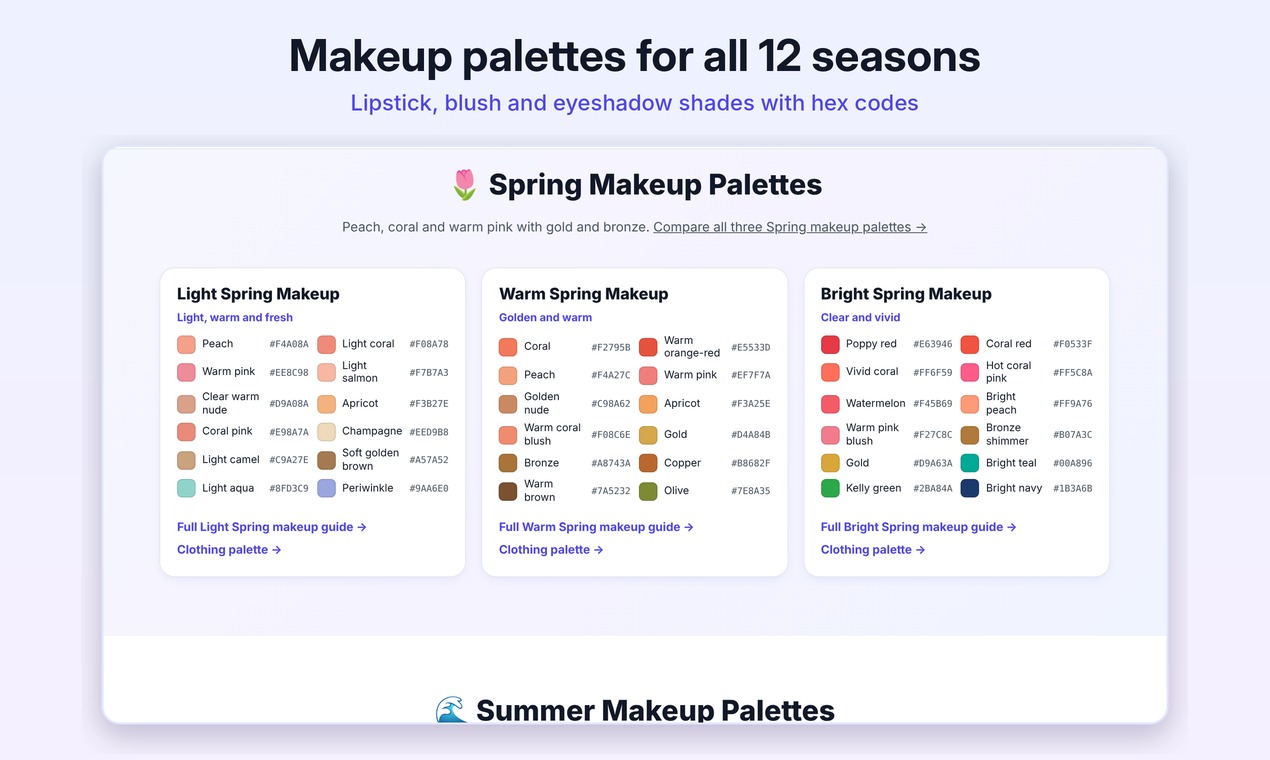 Makeup palettes for all 12 seasons
Lipstick, blush and eyeshadow shades with hex codes
🌷 Spring Makeup Palettes
Peach, coral and warm pink with gold and bronze. Compare all three Spring makeup palettes →
Light Spring Makeup
Light, warm and fresh
Peach #F4A08A Light coral #F08A78
Warm pink #EE8C98 Light salmon #F7B7A3
Clear warm nude #D9A08A Apricot #F3B27E
Coral pink #E98A7A Champagne #EED9B8
Light camel #C9A27E Soft golden brown #A57A52
Light aqua #8FD3C9 Periwinkle #9AA6E0
Full Light Spring makeup guide →
Clothing palette →
Warm Spring Makeup
Golden and warm
Coral #F2795B Warm orange-red #E5533D
Peach #F4A27C Warm pink #EF7F7A
Golden nude #C98A62 Apricot #F3A25E
Warm coral blush #F08C6E Gold #D4A84B
Bronze #A8743A Copper #B8682F
Warm brown #7A5232 Olive #7E8A35
Full Warm Spring makeup guide →
Clothing palette →
Bright Spring Makeup
Clear and vivid
Poppy red #E63946 Coral red #F0533F
Vivid coral #FF6F59 Hot coral pink #FF5C8A
Watermelon #F45B69 Bright peach #FF9A76
Warm pink blush #F27C8C Bronze shimmer #B07A3C
Gold #D9A63A Bright teal #00A896
Kelly green #2BA84A Bright navy #1B3A6B
Full Bright Spring makeup guide →
Clothing palette →
🌊 Summer Makeup Palettes